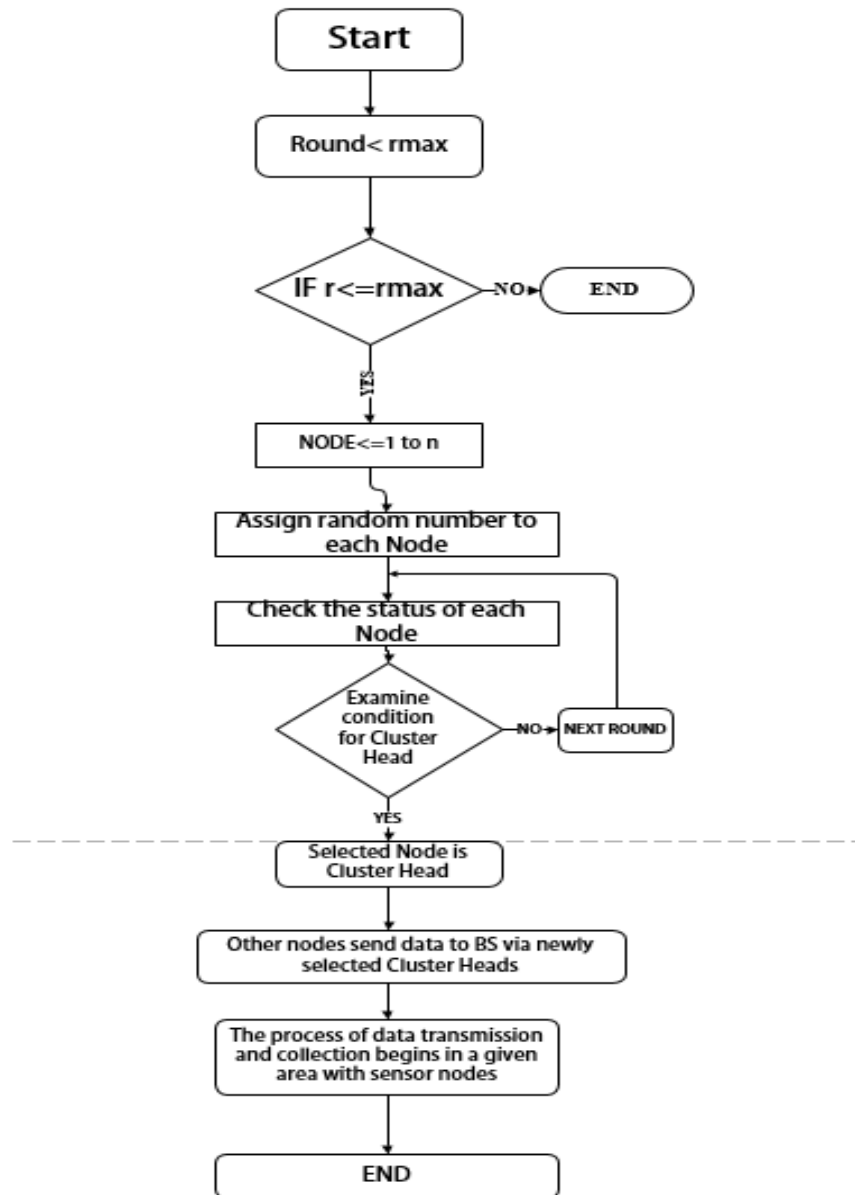 Start
Round< rmax
IF r<=rmax
NO
END
YES
NODE<=1 to n
Assign random number to
each Node
Check the status of each
Node
Examine
condition
for Cluster
Head
NO
NEXT ROUND
YES
Selected Node is
Cluster Head
Other nodes send data to BS via newly
selected Cluster Heads
The process of data transmission
and collection begins in a given
area with sensor nodes
END